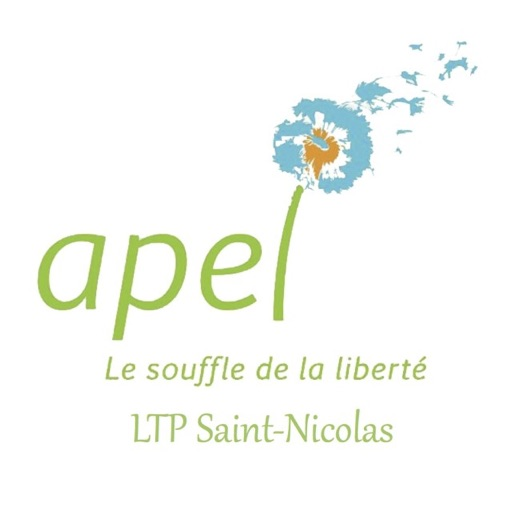 apel
Le souffle de la liberté
LTP Saint-Nicolas